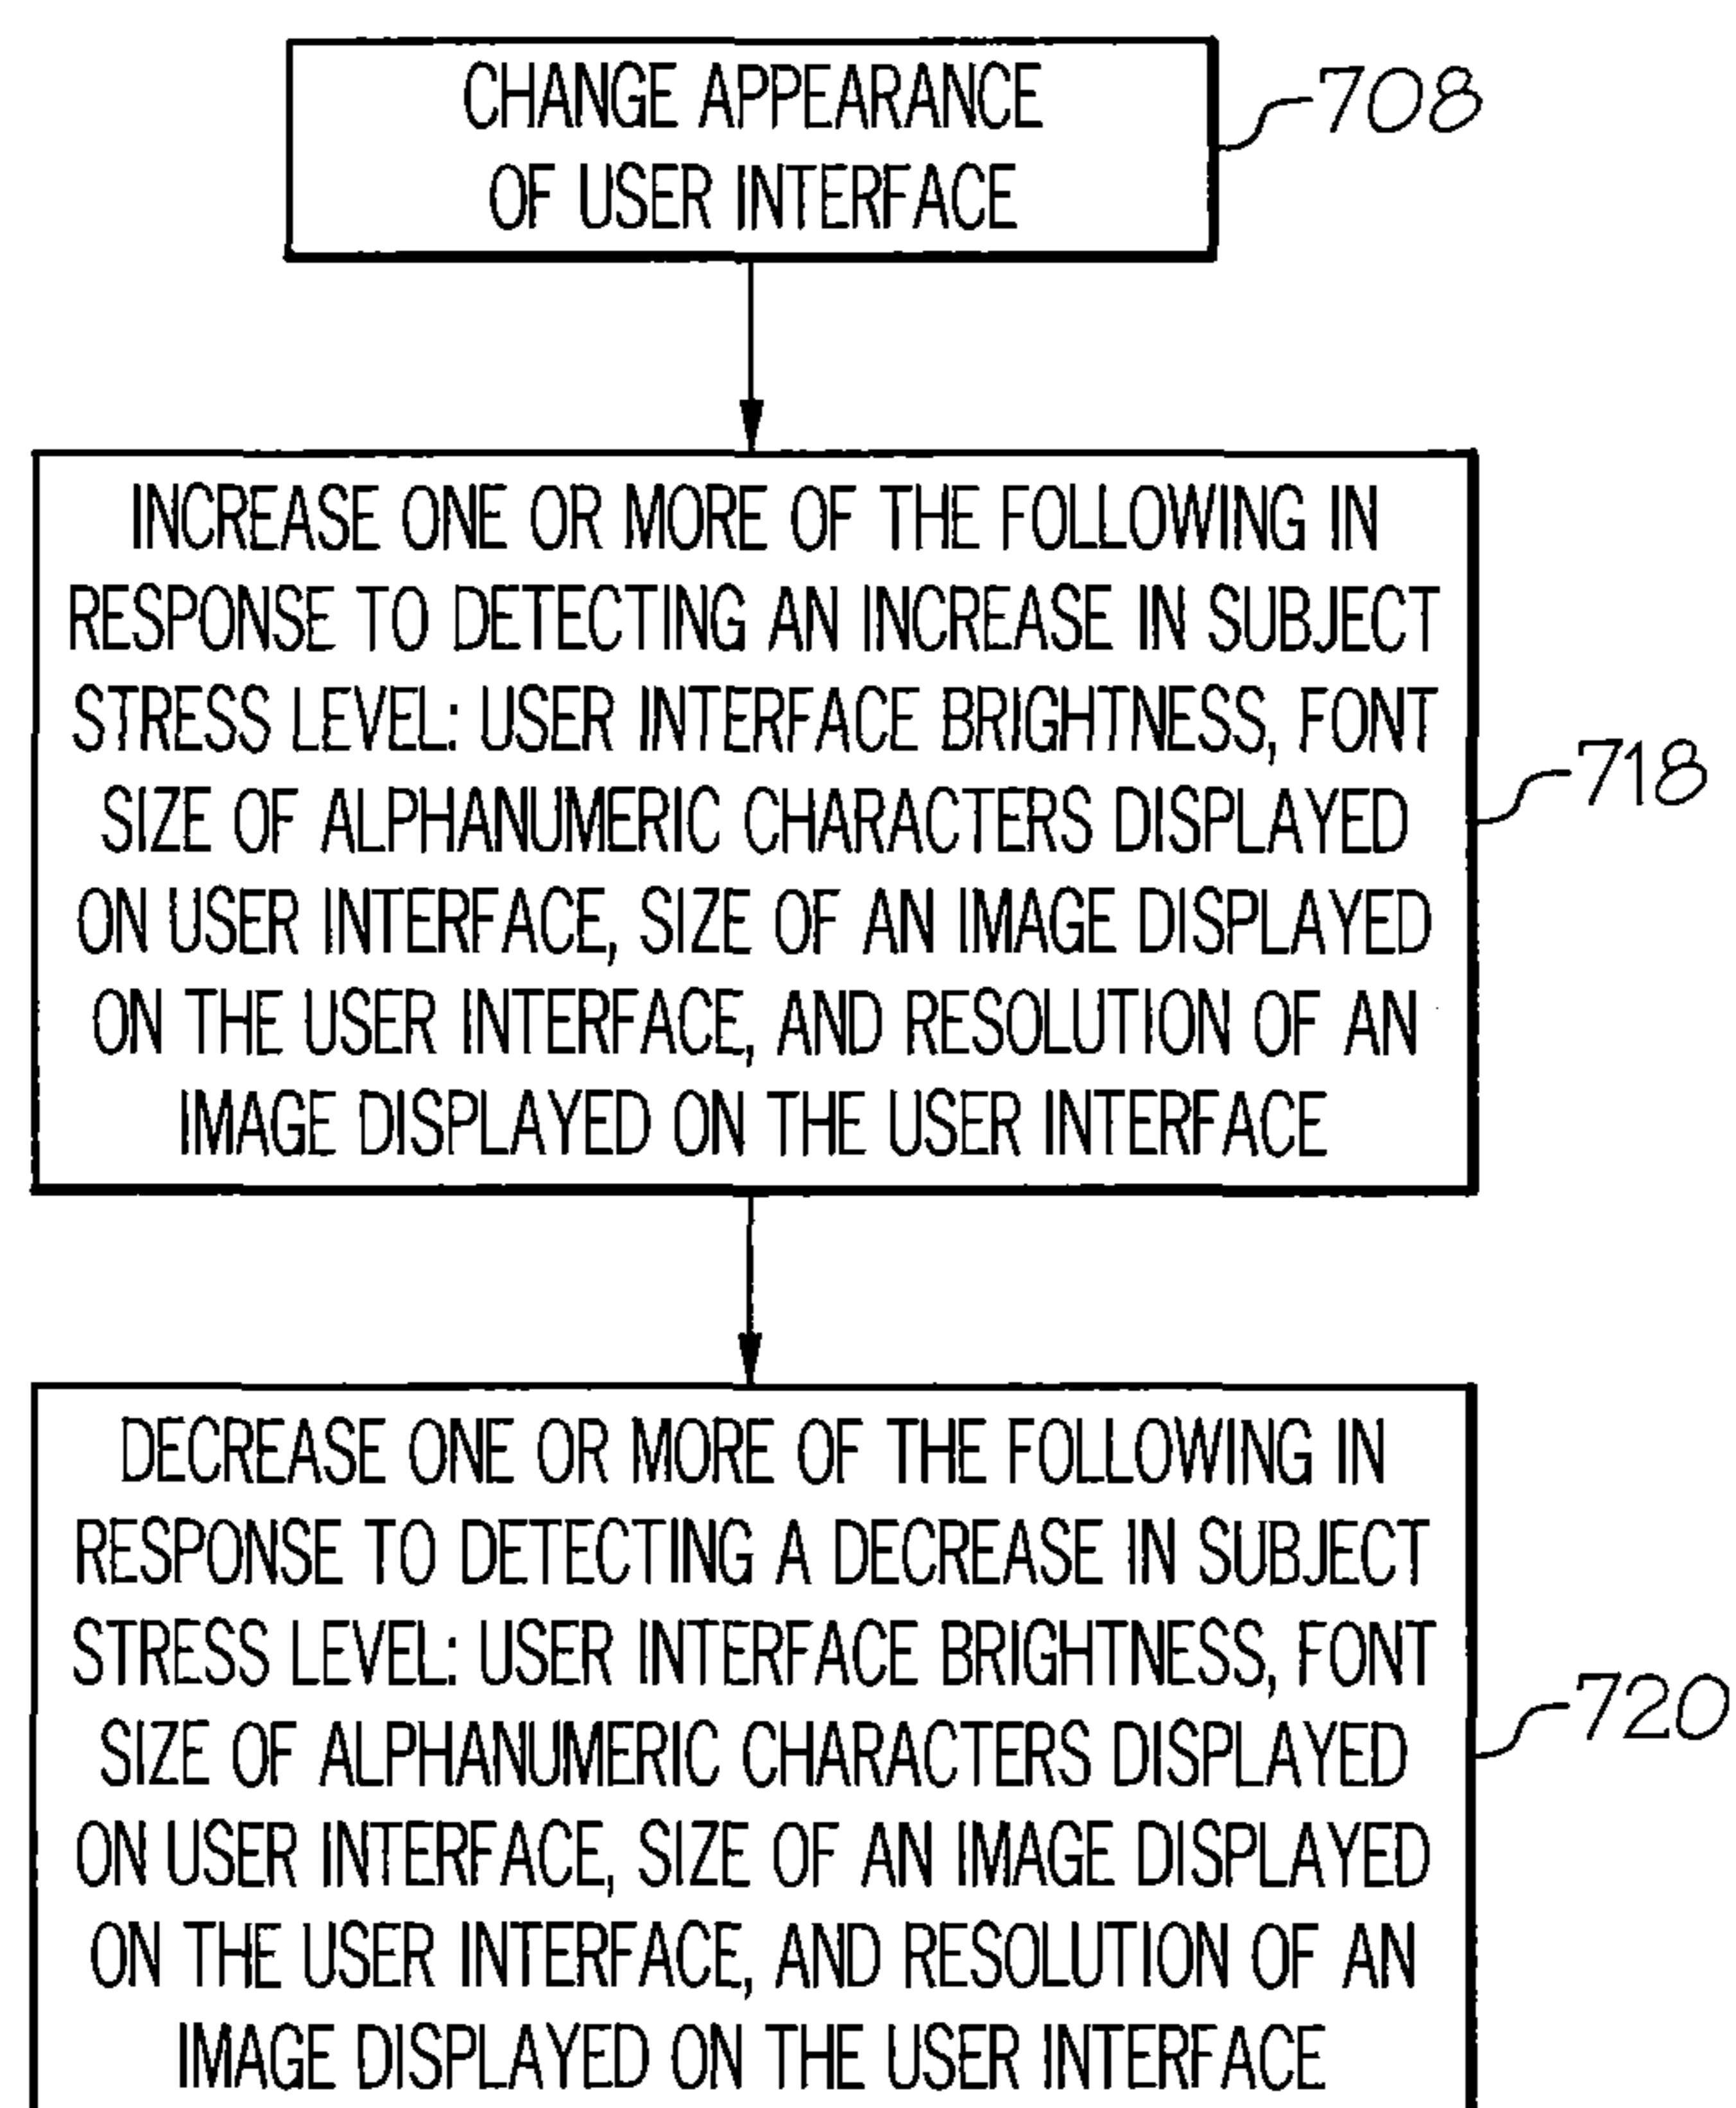 CHANGE APPEARANCE
OF USER INTERFACE
708
INCREASE ONE OR MORE OF THE FOLLOWING IN
RESPONSE TO DETECTING AN INCREASE IN SUBJECT
STRESS LEVEL: USER INTERFACE BRIGHTNESS, FONT
SIZE OF ALPHANUMERIC CHARACTERS DISPLAYED
ON USER INTERFACE, SIZE OF AN IMAGE DISPLAYED
ON THE USER INTERFACE, AND RESOLUTION OF AN
IMAGE DISPLAYED ON THE USER INTERFACE
718
DECREASE ONE OR MORE OF THE FOLLOWING IN
RESPONSE TO DETECTING A DECREASE IN SUBJECT
STRESS LEVEL: USER INTERFACE BRIGHTNESS, FONT
SIZE OF ALPHANUMERIC CHARACTERS DISPLAYED
ON USER INTERFACE, SIZE OF AN IMAGE DISPLAYED
ON THE USER INTERFACE, AND RESOLUTION OF AN
IMAGE DISPLAYED ON THE USER INTERFACE
720